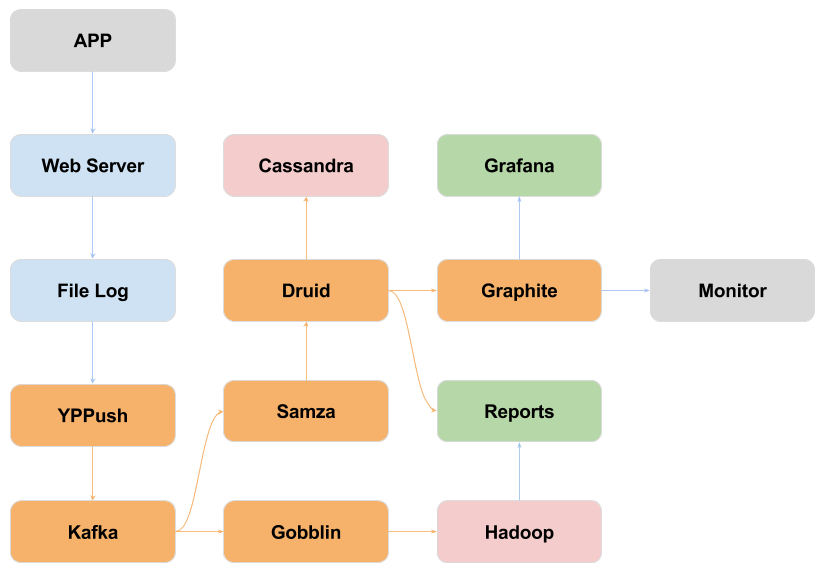 APP
Web Server
Cassandra
Grafana
File Log
Druid
Graphite
Monitor
YPPush
Samza
Reports
Kafka
Gobblin
Hadoop